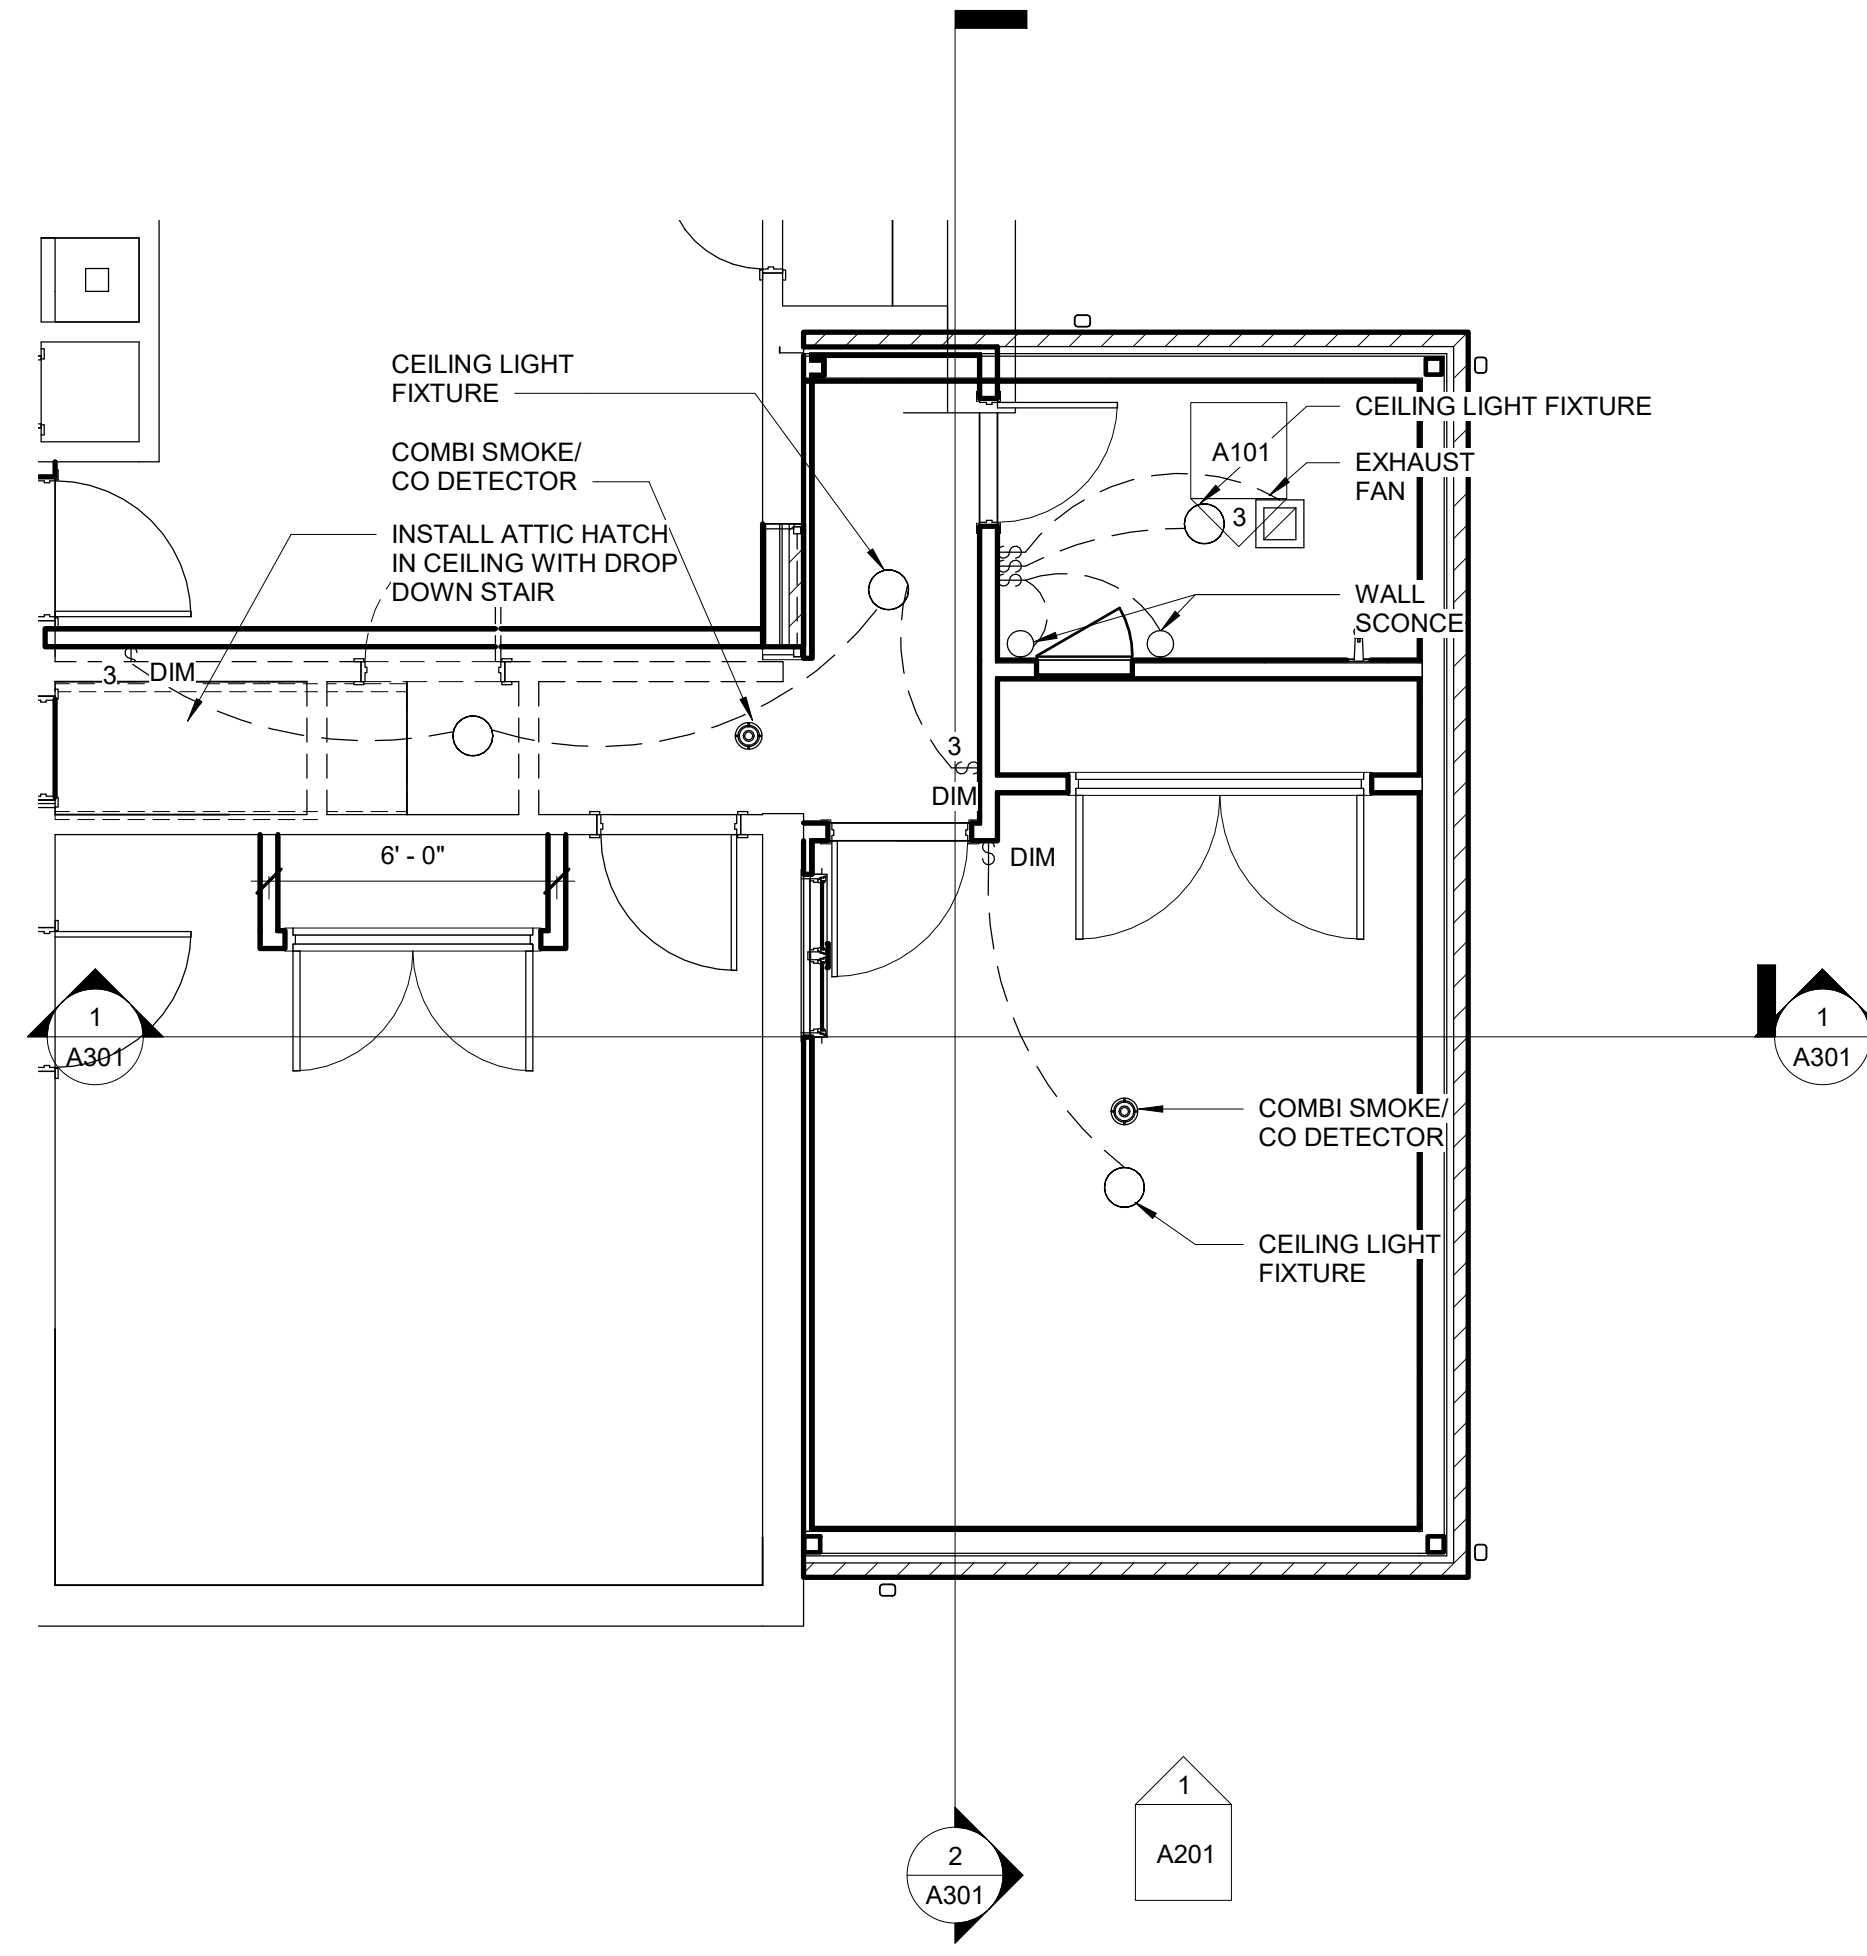 CEILING LIGHT
FIXTURE
COMBI SMOKE/
CO DETECTOR
INSTALL ATTIC HATCH
IN CEILING WITH DROP
DOWN STAIR
CEILING LIGHT FIXTURE
A101
EXHAUST
FAN
3
WALL
SCONCE
$
$
$
$
3
DIM
3
$
DIM
$
DIM
6' - 0"
1
A301
1
A301
COMBI SMOKE/
CO DETECTOR
CEILING LIGHT
FIXTURE
1
A201
2
A301